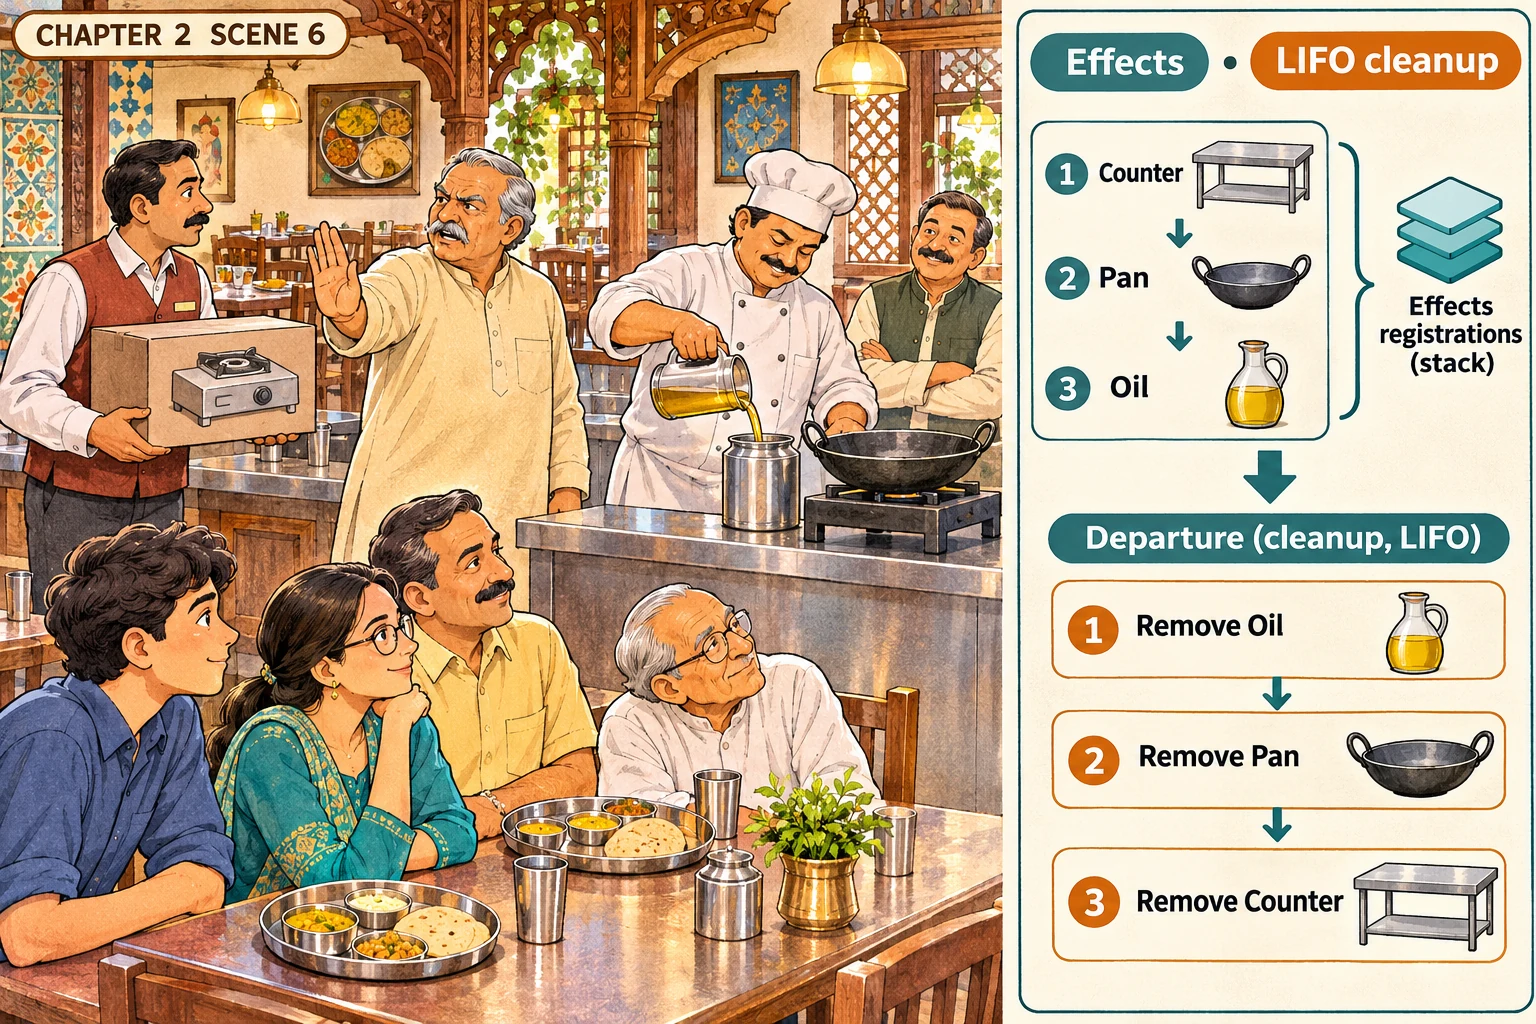 CHAPTER 2 SCENE 6
Effects • LIFO cleanup
1 Counter
2 Pan
3 Oil
Effects
registrations
(stack)
Departure (cleanup, LIFO)
1 Remove Oil
2 Remove Pan
3 Remove Counter